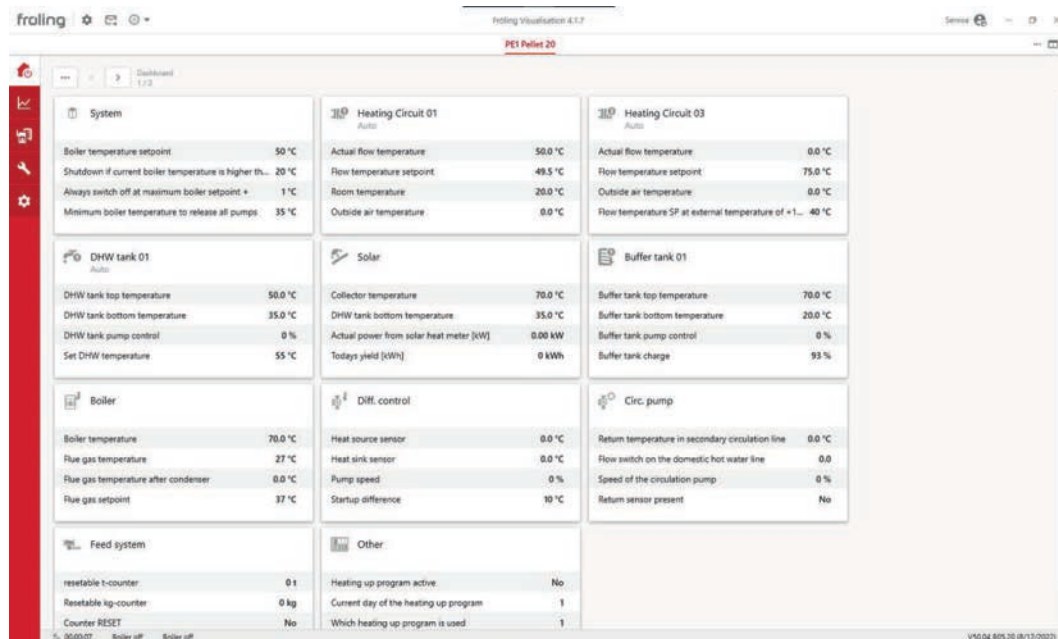 froling
Froling Visualisation 4.1.7
Service
PE1 Pellet 20
Dashboard
1 / 2
System
Boiler temperature setpoint 50 °C
Shutdown if current boiler temperature is higher th... 20 °C
Always switch off at maximum boiler setpoint + 1 °C
Minimum boiler temperature to release all pumps 35 °C
Heating Circuit 01
Auto
Actual flow temperature 50.0 °C
Flow temperature setpoint 49.5 °C
Room temperature 20.0 °C
Outside air temperature 0.0 °C
Heating Circuit 03
Auto
Actual flow temperature 0.0 °C
Flow temperature setpoint 75.0 °C
Outside air temperature 0.0 °C
Flow temperature SP at external temperature of +1... 40 °C
DHW tank 01
Auto
DHW tank top temperature 50.0 °C
DHW tank bottom temperature 35.0 °C
DHW tank pump control 0 %
Set DHW temperature 55 °C
Solar
Collector temperature 70.0 °C
DHW tank bottom temperature 35.0 °C
Actual power from solar heat meter [kW] 0.00 kW
Todays yield [kWh] 0 kWh
Buffer tank 01
Buffer tank top temperature 70.0 °C
Buffer tank bottom temperature 20.0 °C
Buffer tank pump control 0 %
Buffer tank charge 93 %
Boiler
Boiler temperature 70.0 °C
Flue gas temperature 27 °C
Flue gas temperature after condenser 0.0 °C
Flue gas setpoint 37 °C
Diff. control
Heat source sensor 0.0 °C
Heat sink sensor 0.0 °C
Pump speed 0 %
Startup difference 10 °C
Circ. pump
Return temperature in secondary circulation line 0.0 °C
Flow switch on the domestic hot water line 0.0
Speed of the circulation pump 0 %
Return sensor present No
Feed system
resetable t-counter 0 t
Resetable kg-counter 0 kg
Counter RESET No
Other
Heating up program active No
Current day of the heating up program 1
Which heating up program is used 1
00:00:07 Boiler off Boiler off
V50.04 B05.20 (8/12/2022)